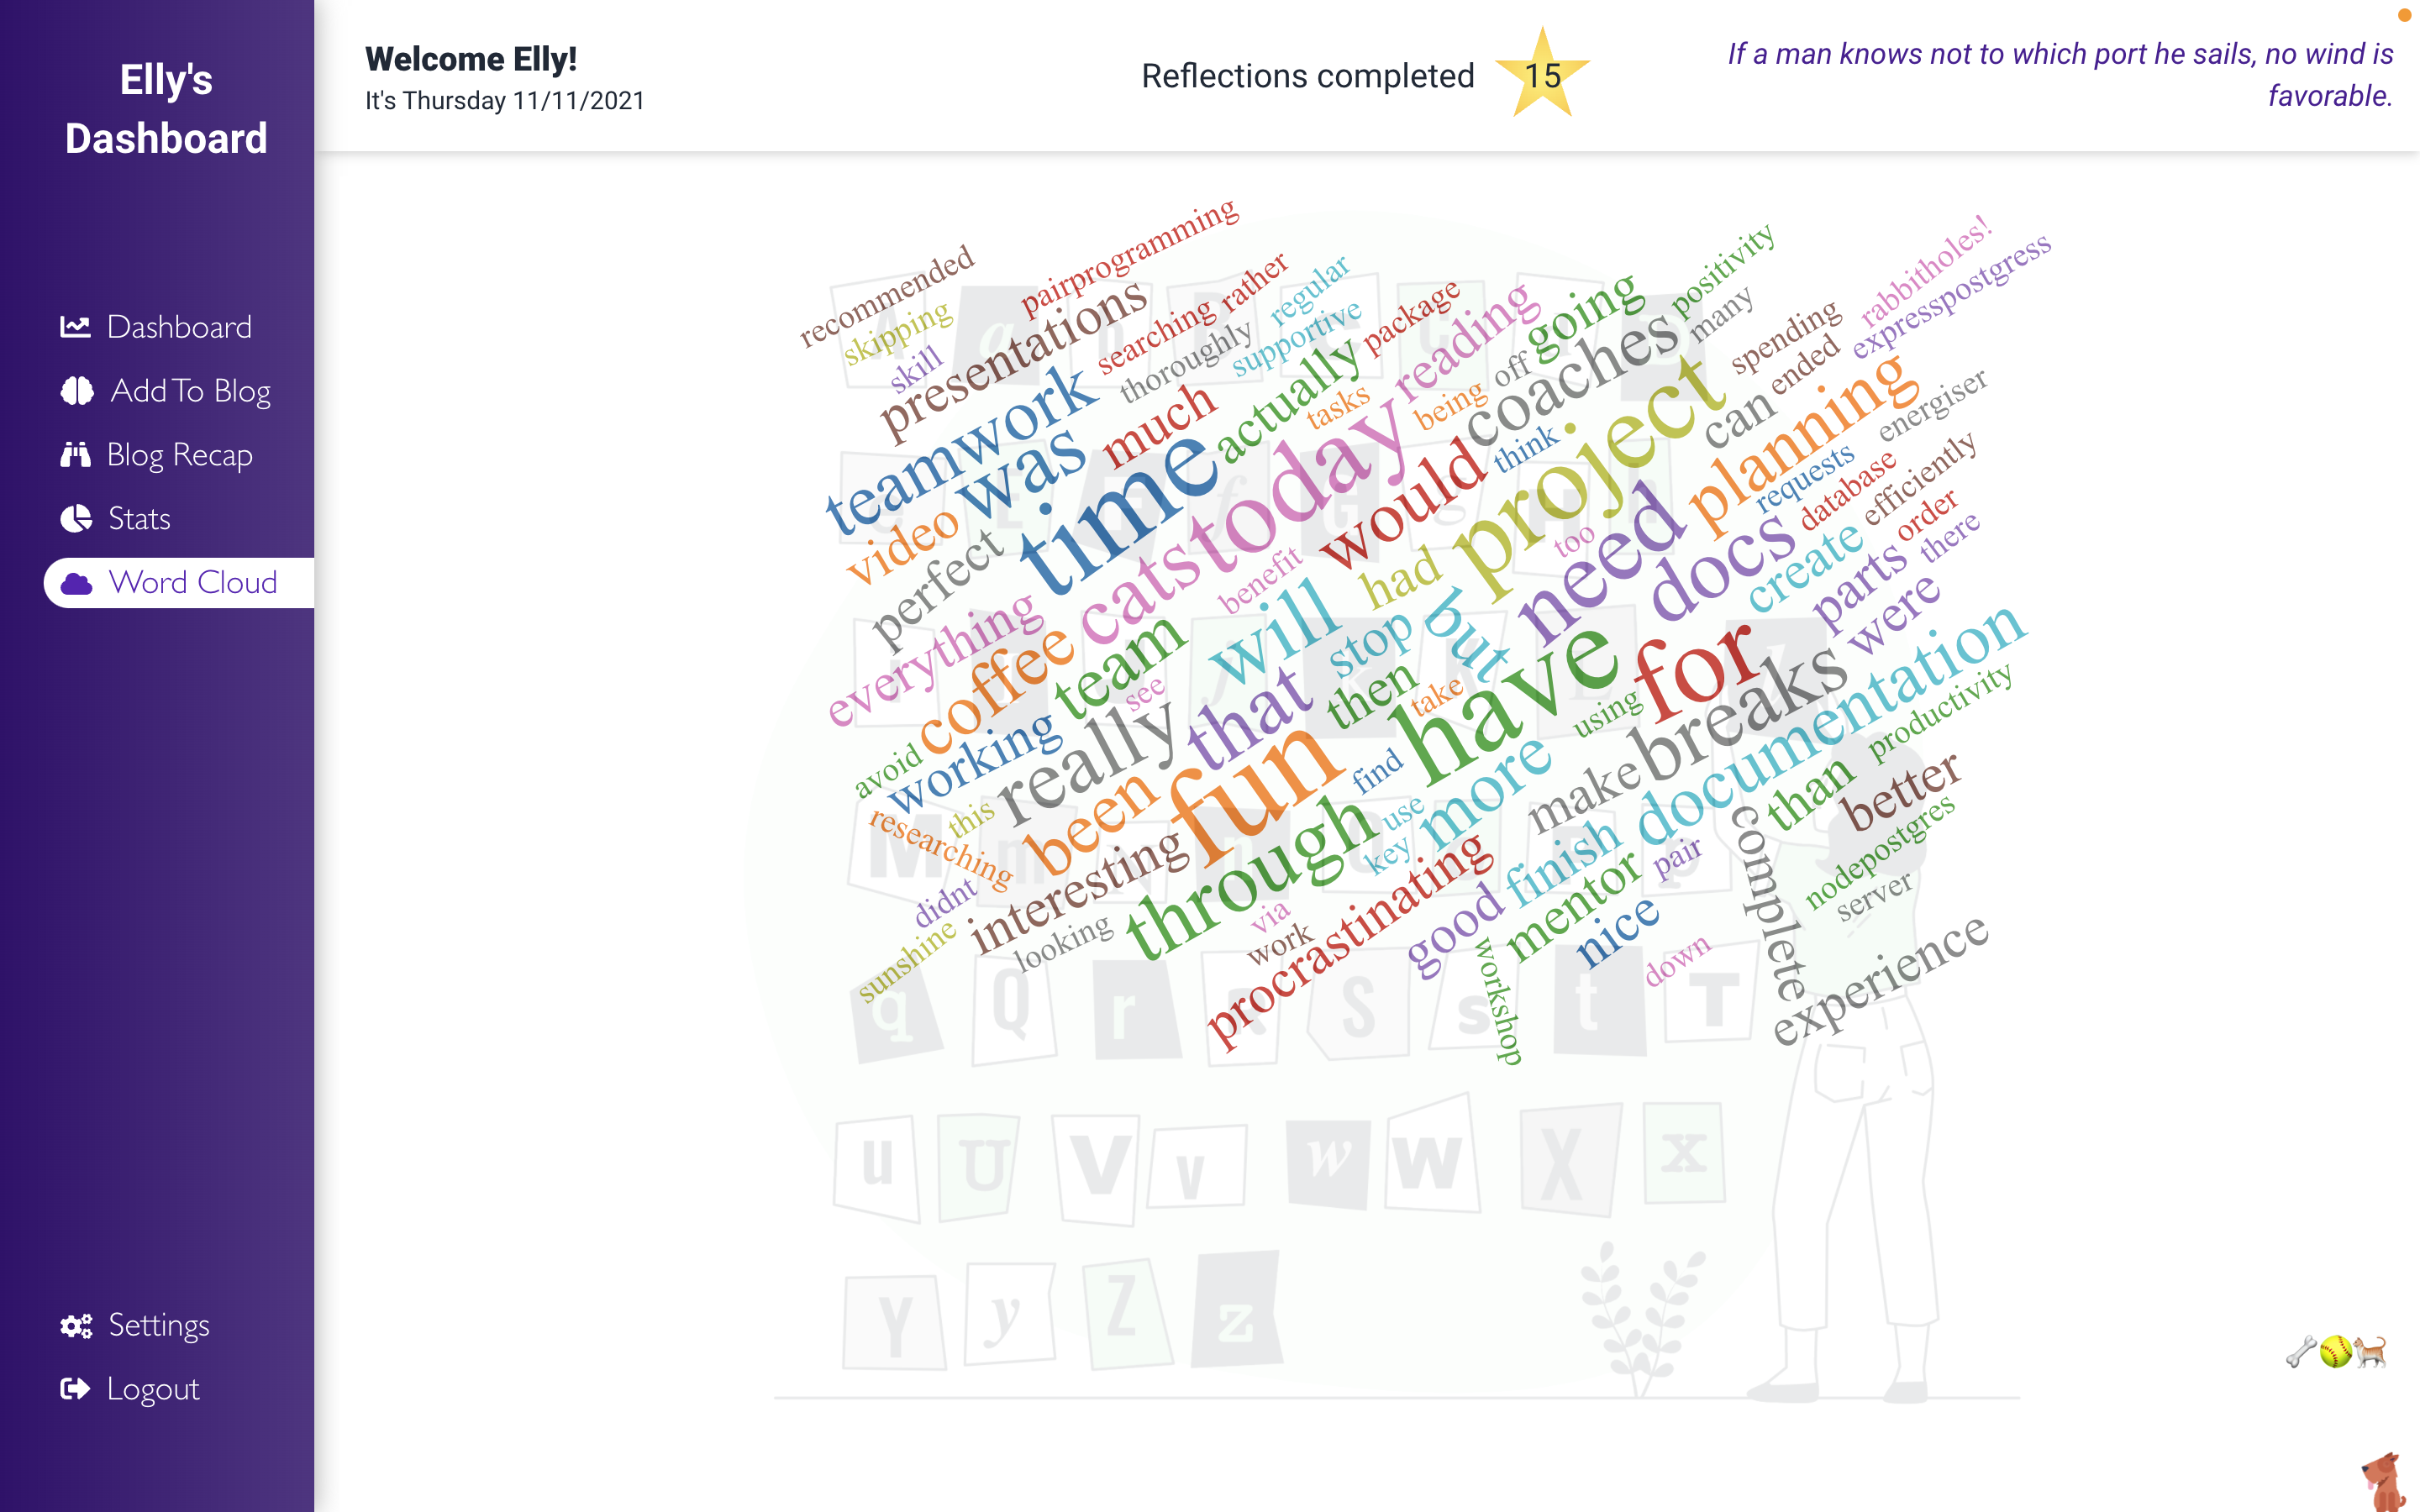 Elly's
Dashboard
Dashboard
Add To Blog
Blog Recap
Stats
Word Cloud
Settings
Logout
Welcome Elly!
It's Thursday 11/11/2021
Reflections completed
15
If a man knows not to which port he sails, no wind is
favorable.
recommended
pairprogramming
skipping
skill
presentations
searching
rather
regular
thoroughly
supportive
package
reading
going
positivity
many
spending
rabbitholes!
expresspostgress
teamwork
was
much
actually
tasks
being
off
coaches
can
ended
planning
energiser
video
time
today
would
think
project
requests
database
efficiently
order
there
perfect
cats
benefit
had
too
need
docs
create
parts
were
everything
coffee
team
see
will
stop
but
then
take
have
using
for
breaks
documentation
productivity
avoid
working
really
that
find
more
make
than
better
researching
this
been
fun
use
key
finish
pair
complete
nodepostgres
server
didnt
interesting
looking
through
via
work
procrastinating
good
mentor
nice
down
experience
sunshine
workshop
q
Q
r
R
S
s
t
T
u
U
V
v
w
W
X
x
Y
y
Z
z